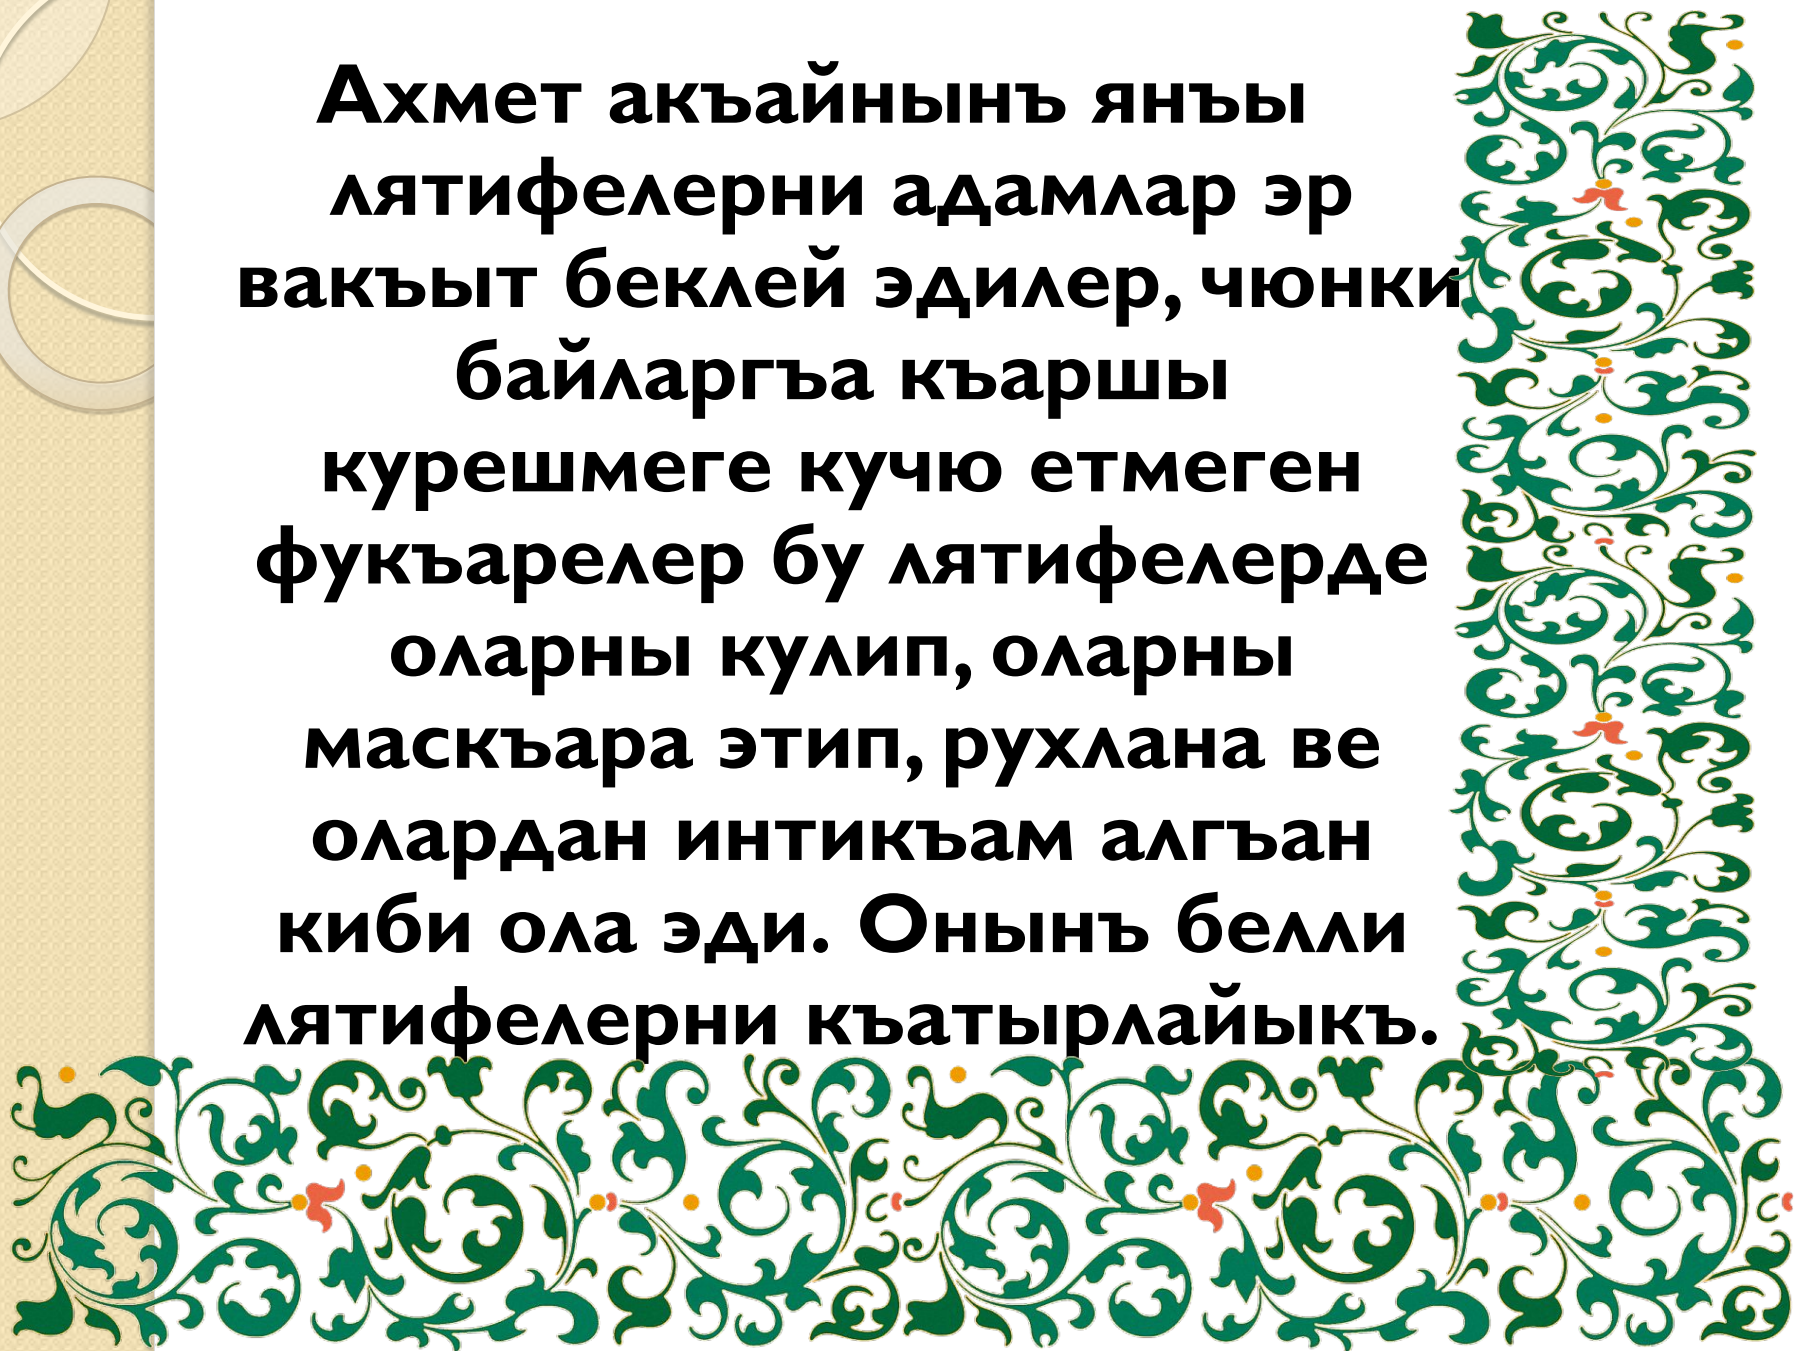 Ахмет акъайнынъ янъы
лятифелерни адамлар эр
вакъыт беклей эдилер, чюнки
байларгъа къаршы
курешмеге кучю етмеген
фукъарелер бу лятифелерде
оларны кулип, оларны
маскъара этип, рухлана ве
олардан интикъам алгъан
киби ола эди. Онынъ белли
лятифелерни къатырлайыкъ.